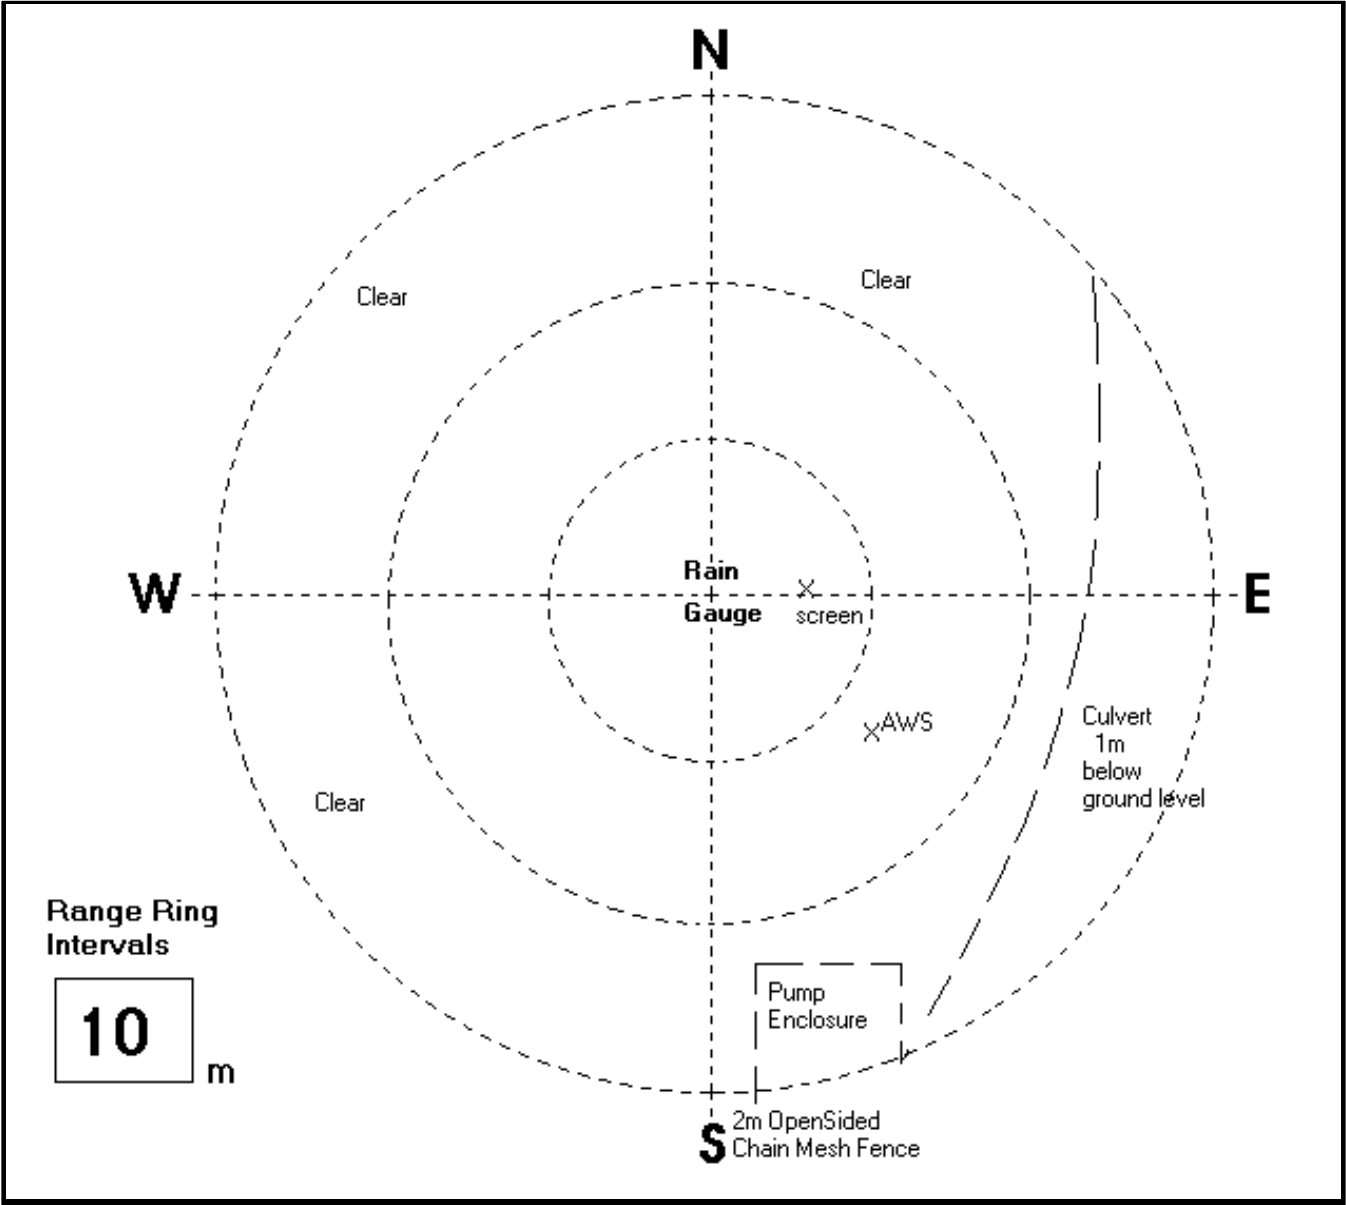 N
Clear
Clear
W
Rain
Gauge
screen
E
AWS
Culvert
1m
below
ground level
Clear
Range Ring
Intervals
10
m
Pump
Enclosure
S
2m OpenSided
Chain Mesh Fence